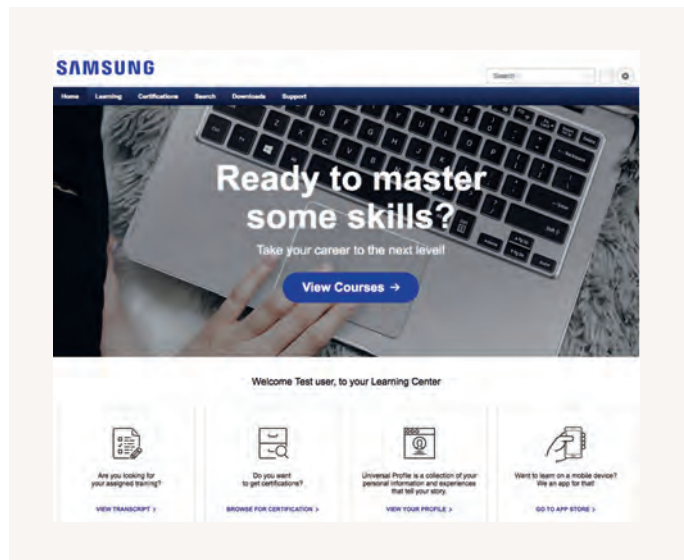 SAMSUNG
Search
Home Learning Certifications Search Downloads Support
Ready to master
some skills?
Take your career to the next level!
View Courses →
Welcome Test user, to your Learning Center
Are you looking for
your assigned training?
VIEW TRANSCRIPT >
Do you want
to get certifications?
BROWSE FOR CERTIFICATION >
Universal Profile is a collection of your
personal information and experiences
that tell your story.
VIEW YOUR PROFILE >
Want to learn on a mobile device?
We an app for that!
GO TO APP STORE >